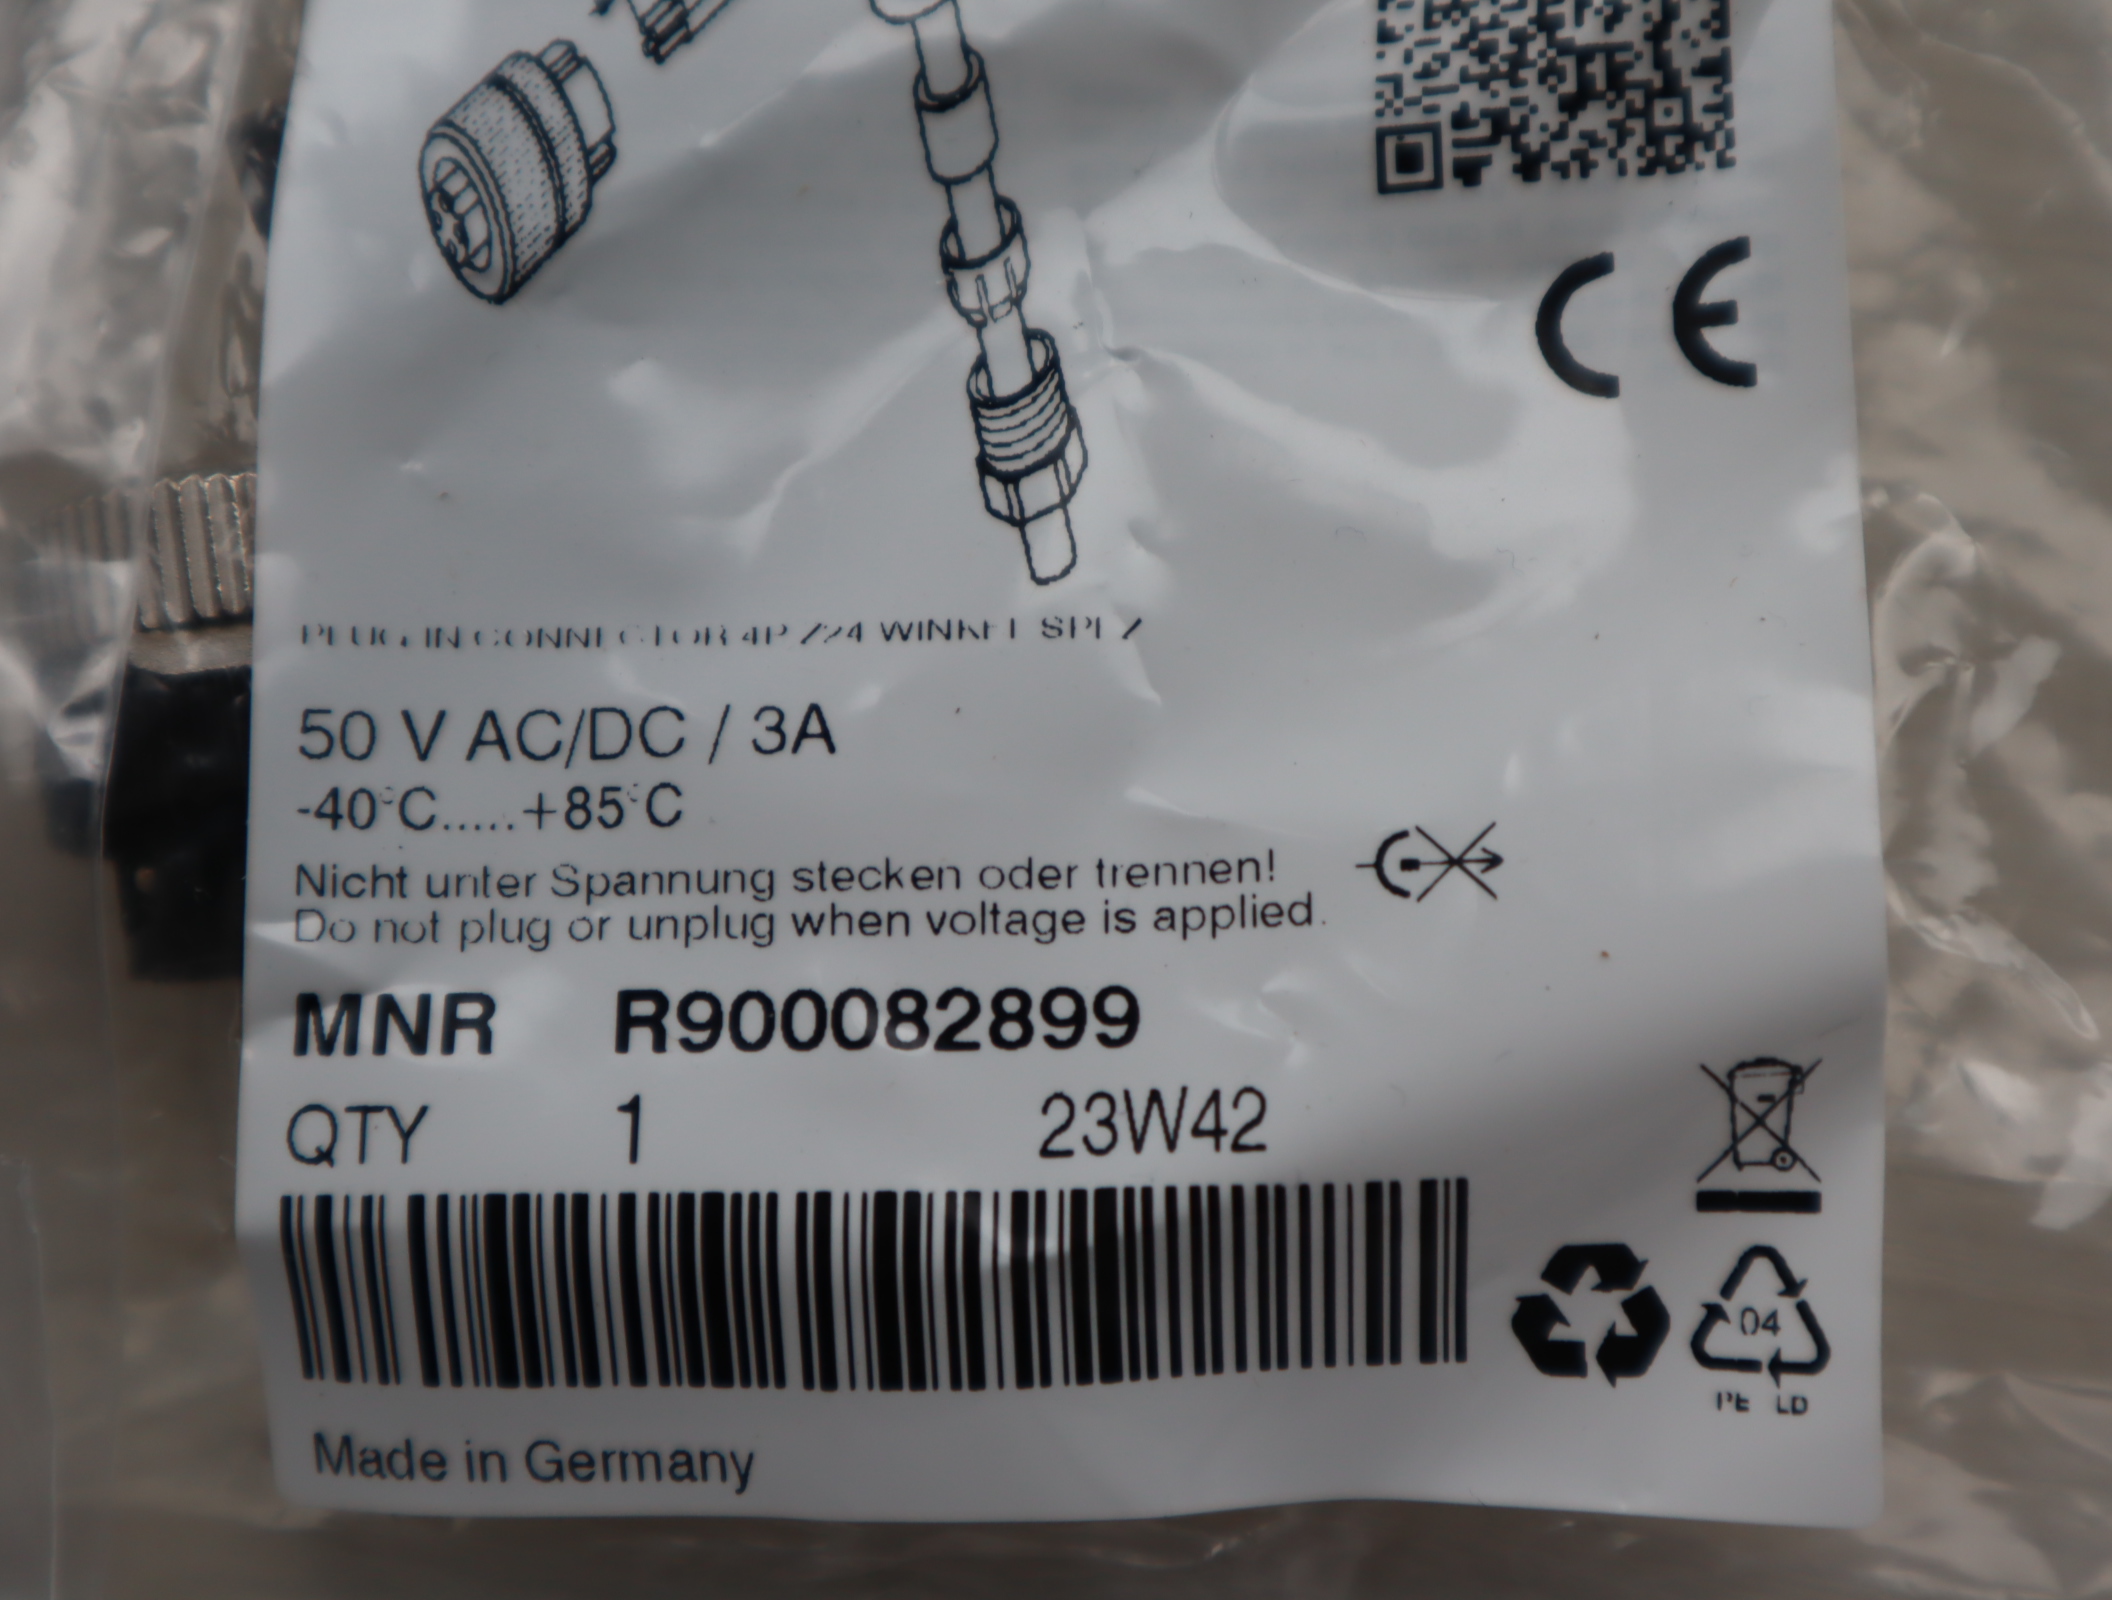 CE
PLUG IN CONNECTOR 4P Z24 WINKEL SPEZ
50 V AC/DC / 3A
-40°C.....+85°C
Nicht unter Spannung stecken oder trennen!
Do not plug or unplug when voltage is applied.
MNR R900082899
QTY 1 23W42
04
PE LD
Made in Germany